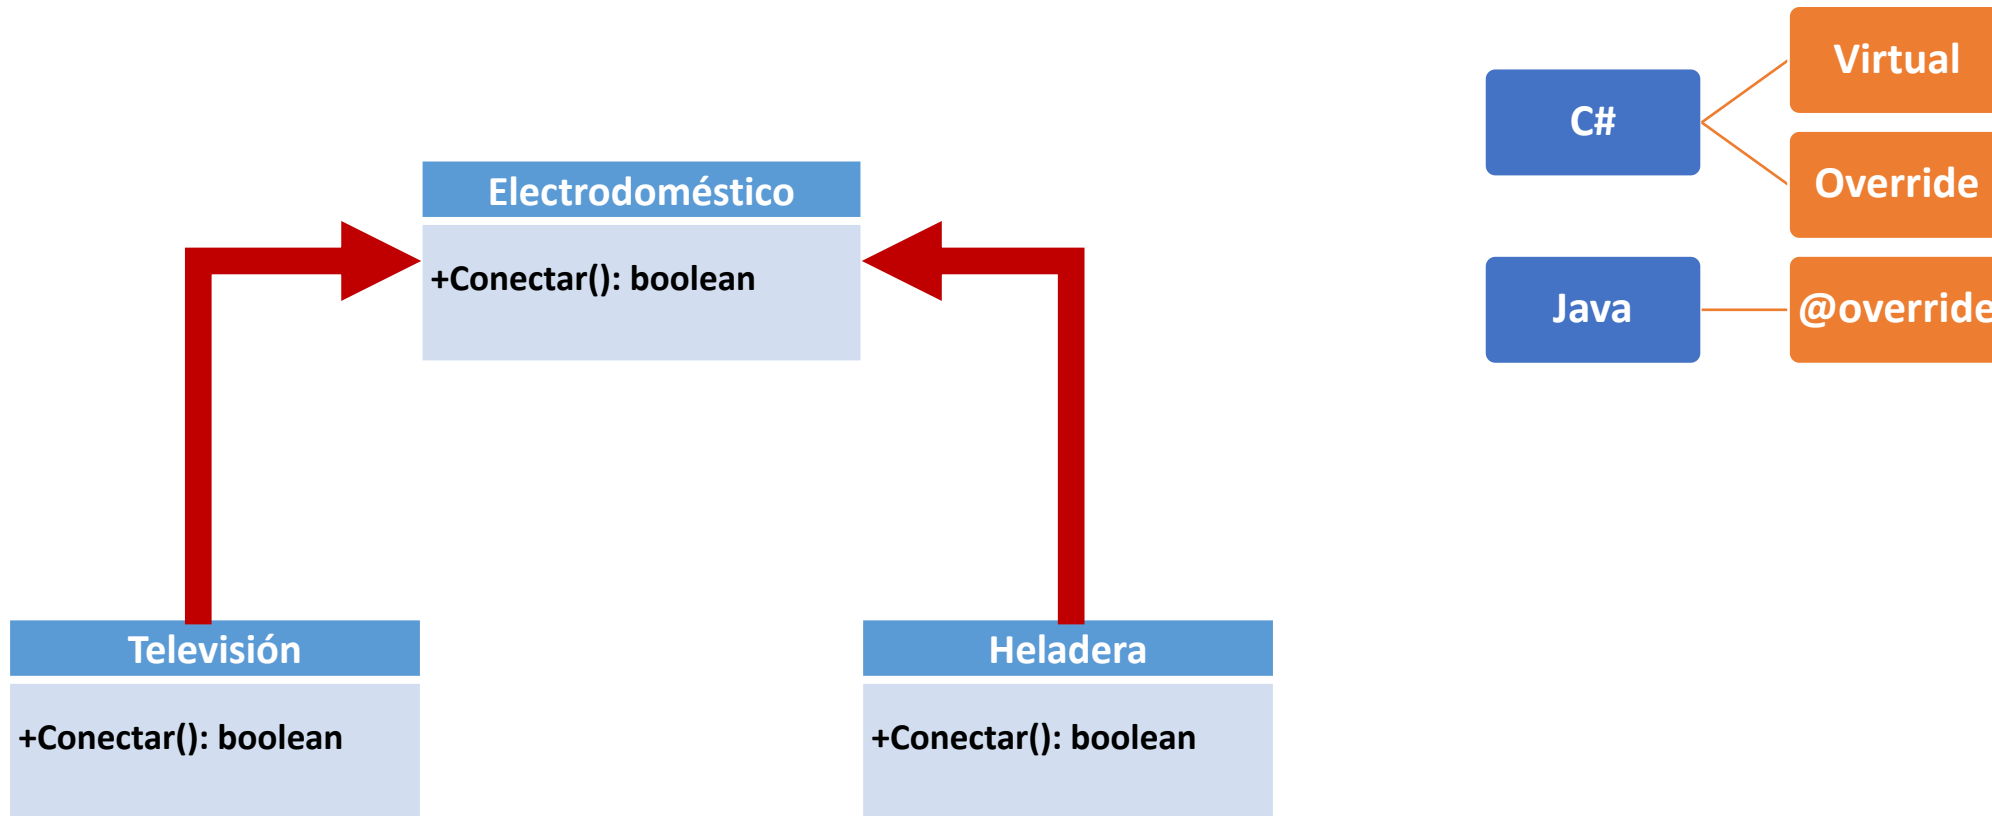 Electrodoméstico
+Conectar(): boolean
Televisión
+Conectar(): boolean
Heladera
+Conectar(): boolean
C#
Virtual
Override
Java
@override